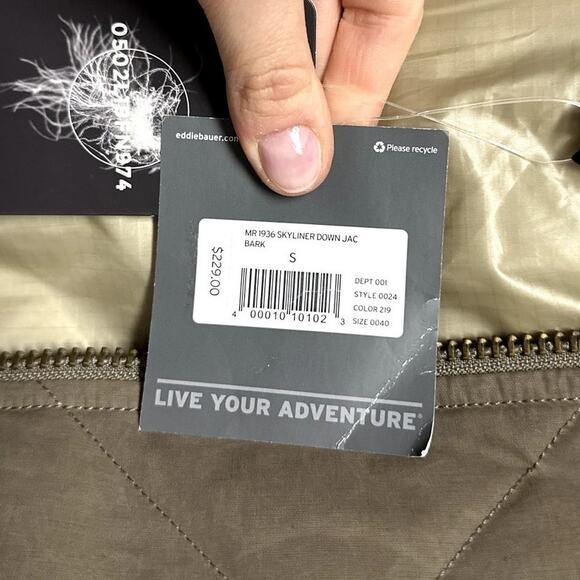 eddiebauer.com
Please recycle
MR 1936 SKYLINER DOWN JAC
BARK
S
$229.00
DEPT 001
STYLE 0024
COLOR 219
SIZE 0040
4 00010 10102 3
LIVE YOUR ADVENTURE®